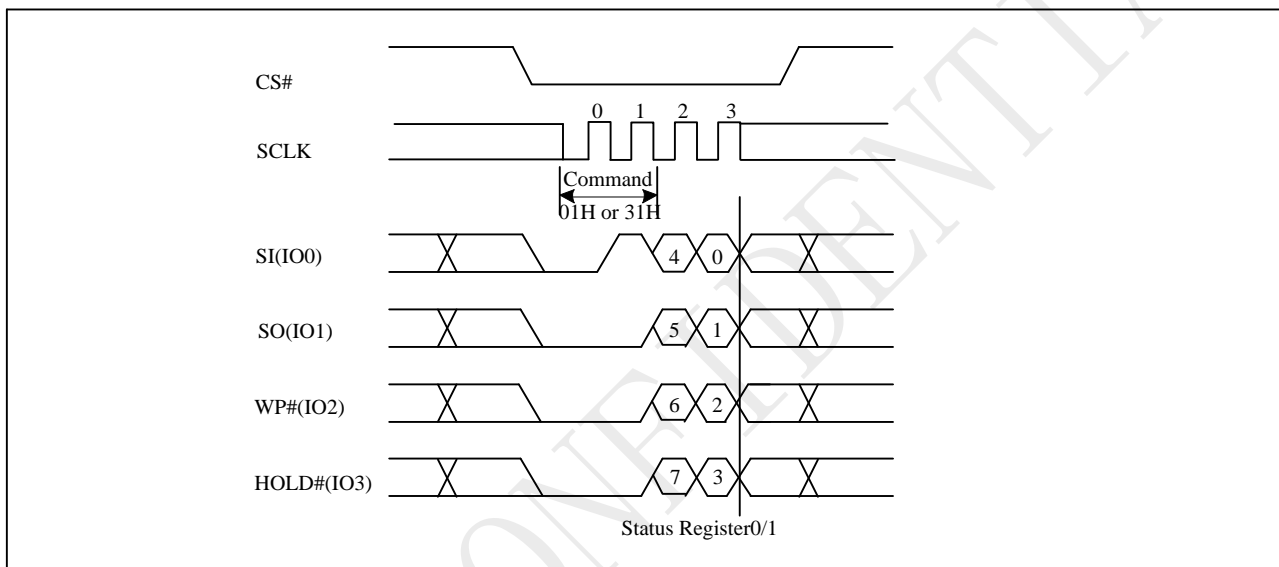 CS#
0 1 2 3
SCLK
Command
01H or 31H
SI(IO0) 4 0
SO(IO1) 5 1
WP#(IO2) 6 2
HOLD#(IO3) 7 3
Status Register0/1
ONFIDENTIA